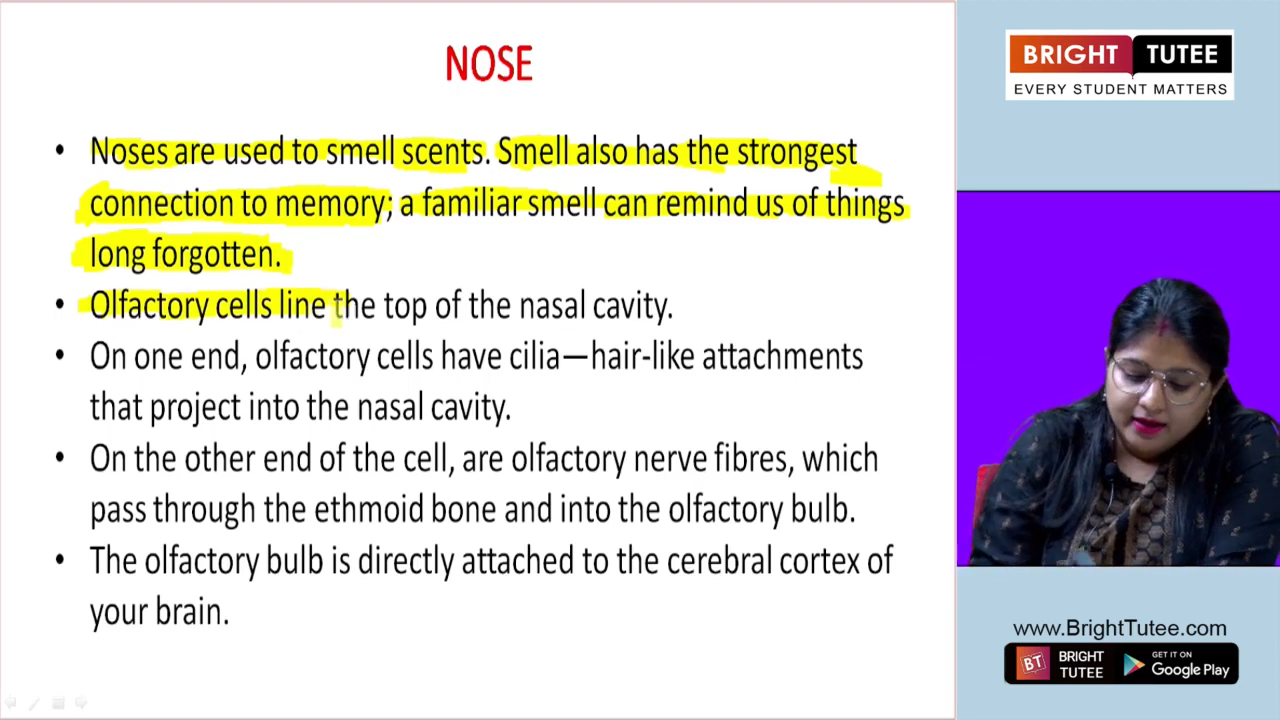 NOSE
• Noses are used to smell scents. Smell also has the strongest
connection to memory; a familiar smell can remind us of things
long forgotten.
• Olfactory cells line the top of the nasal cavity.
• On one end, olfactory cells have cilia—hair-like attachments
that project into the nasal cavity.
• On the other end of the cell, are olfactory nerve fibres, which
pass through the ethmoid bone and into the olfactory bulb.
• The olfactory bulb is directly attached to the cerebral cortex of
your brain.
BRIGHT TUTEE
EVERY STUDENT MATTERS
www.BrightTutee.com
BT BRIGHT TUTEE
GET IT ON
Google Play